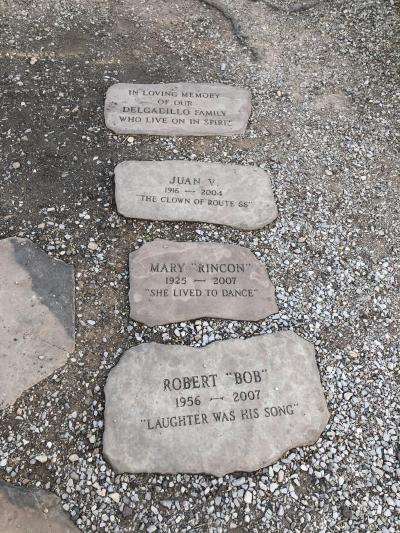 IN LOVING MEMORY
OF OUR
DELGADILLO FAMILY
WHO LIVE ON IN SPIRIT
JUAN V.
1916 — 2004
"THE CLOWN OF ROUTE 66"
MARY "RINCON"
1925 — 2007
"SHE LIVED TO DANCE"
ROBERT "BOB"
1956 — 2007
"LAUGHTER WAS HIS SONG"